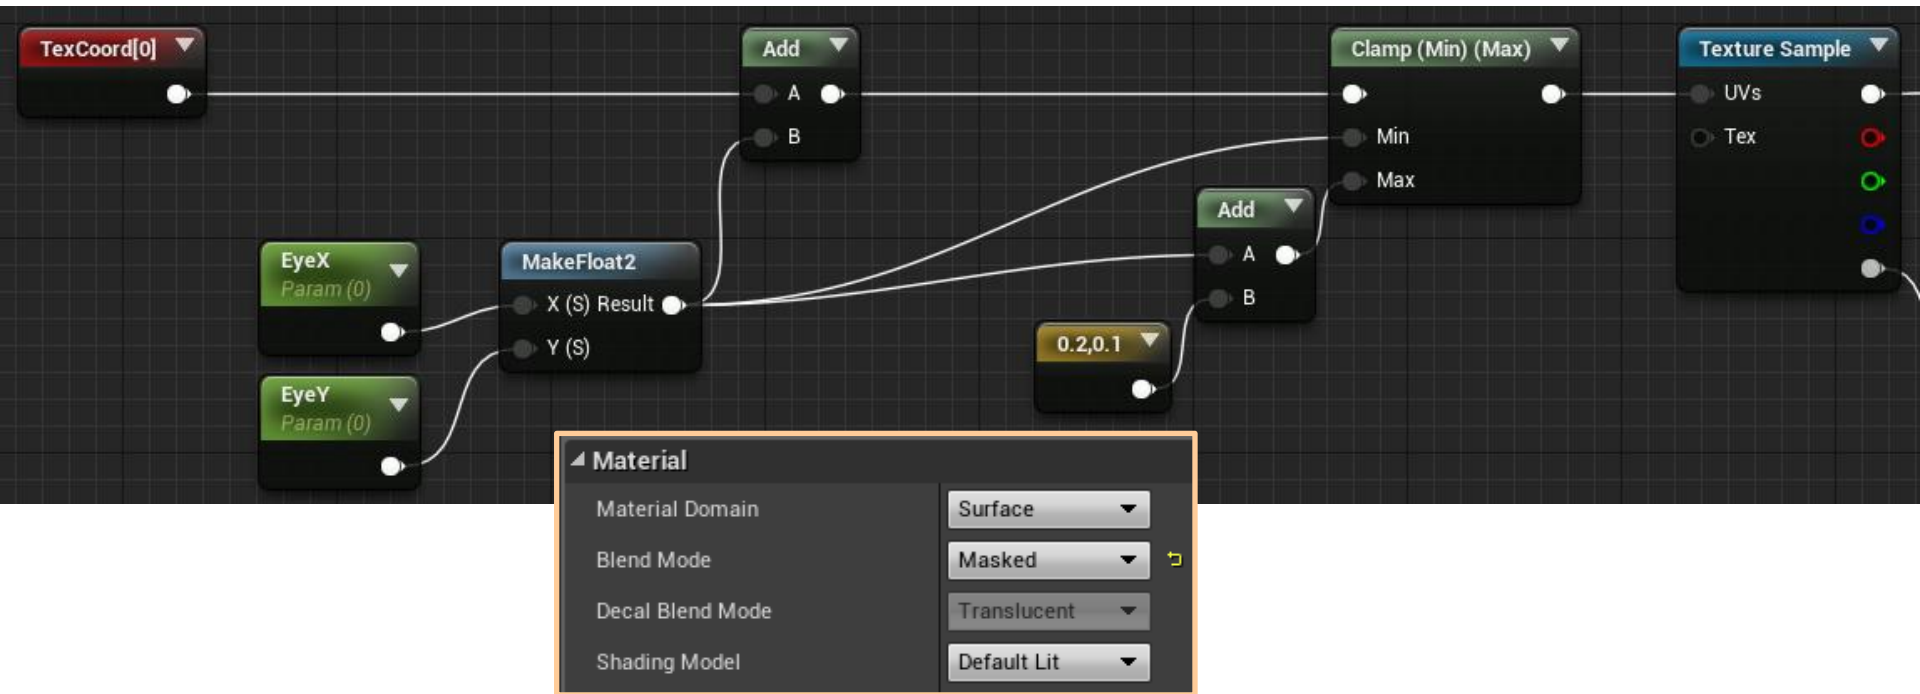 TexCoord[0]
Add
A
B
Clamp (Min) (Max)
Min
Max
Texture Sample
UVs
Tex
EyeX
Param (0)
MakeFloat2
X (S) Result
Y (S)
Add
A
B
0.2,0.1
EyeY
Param (0)
Material
Material Domain Surface
Blend Mode Masked
Decal Blend Mode Translucent
Shading Model Default Lit